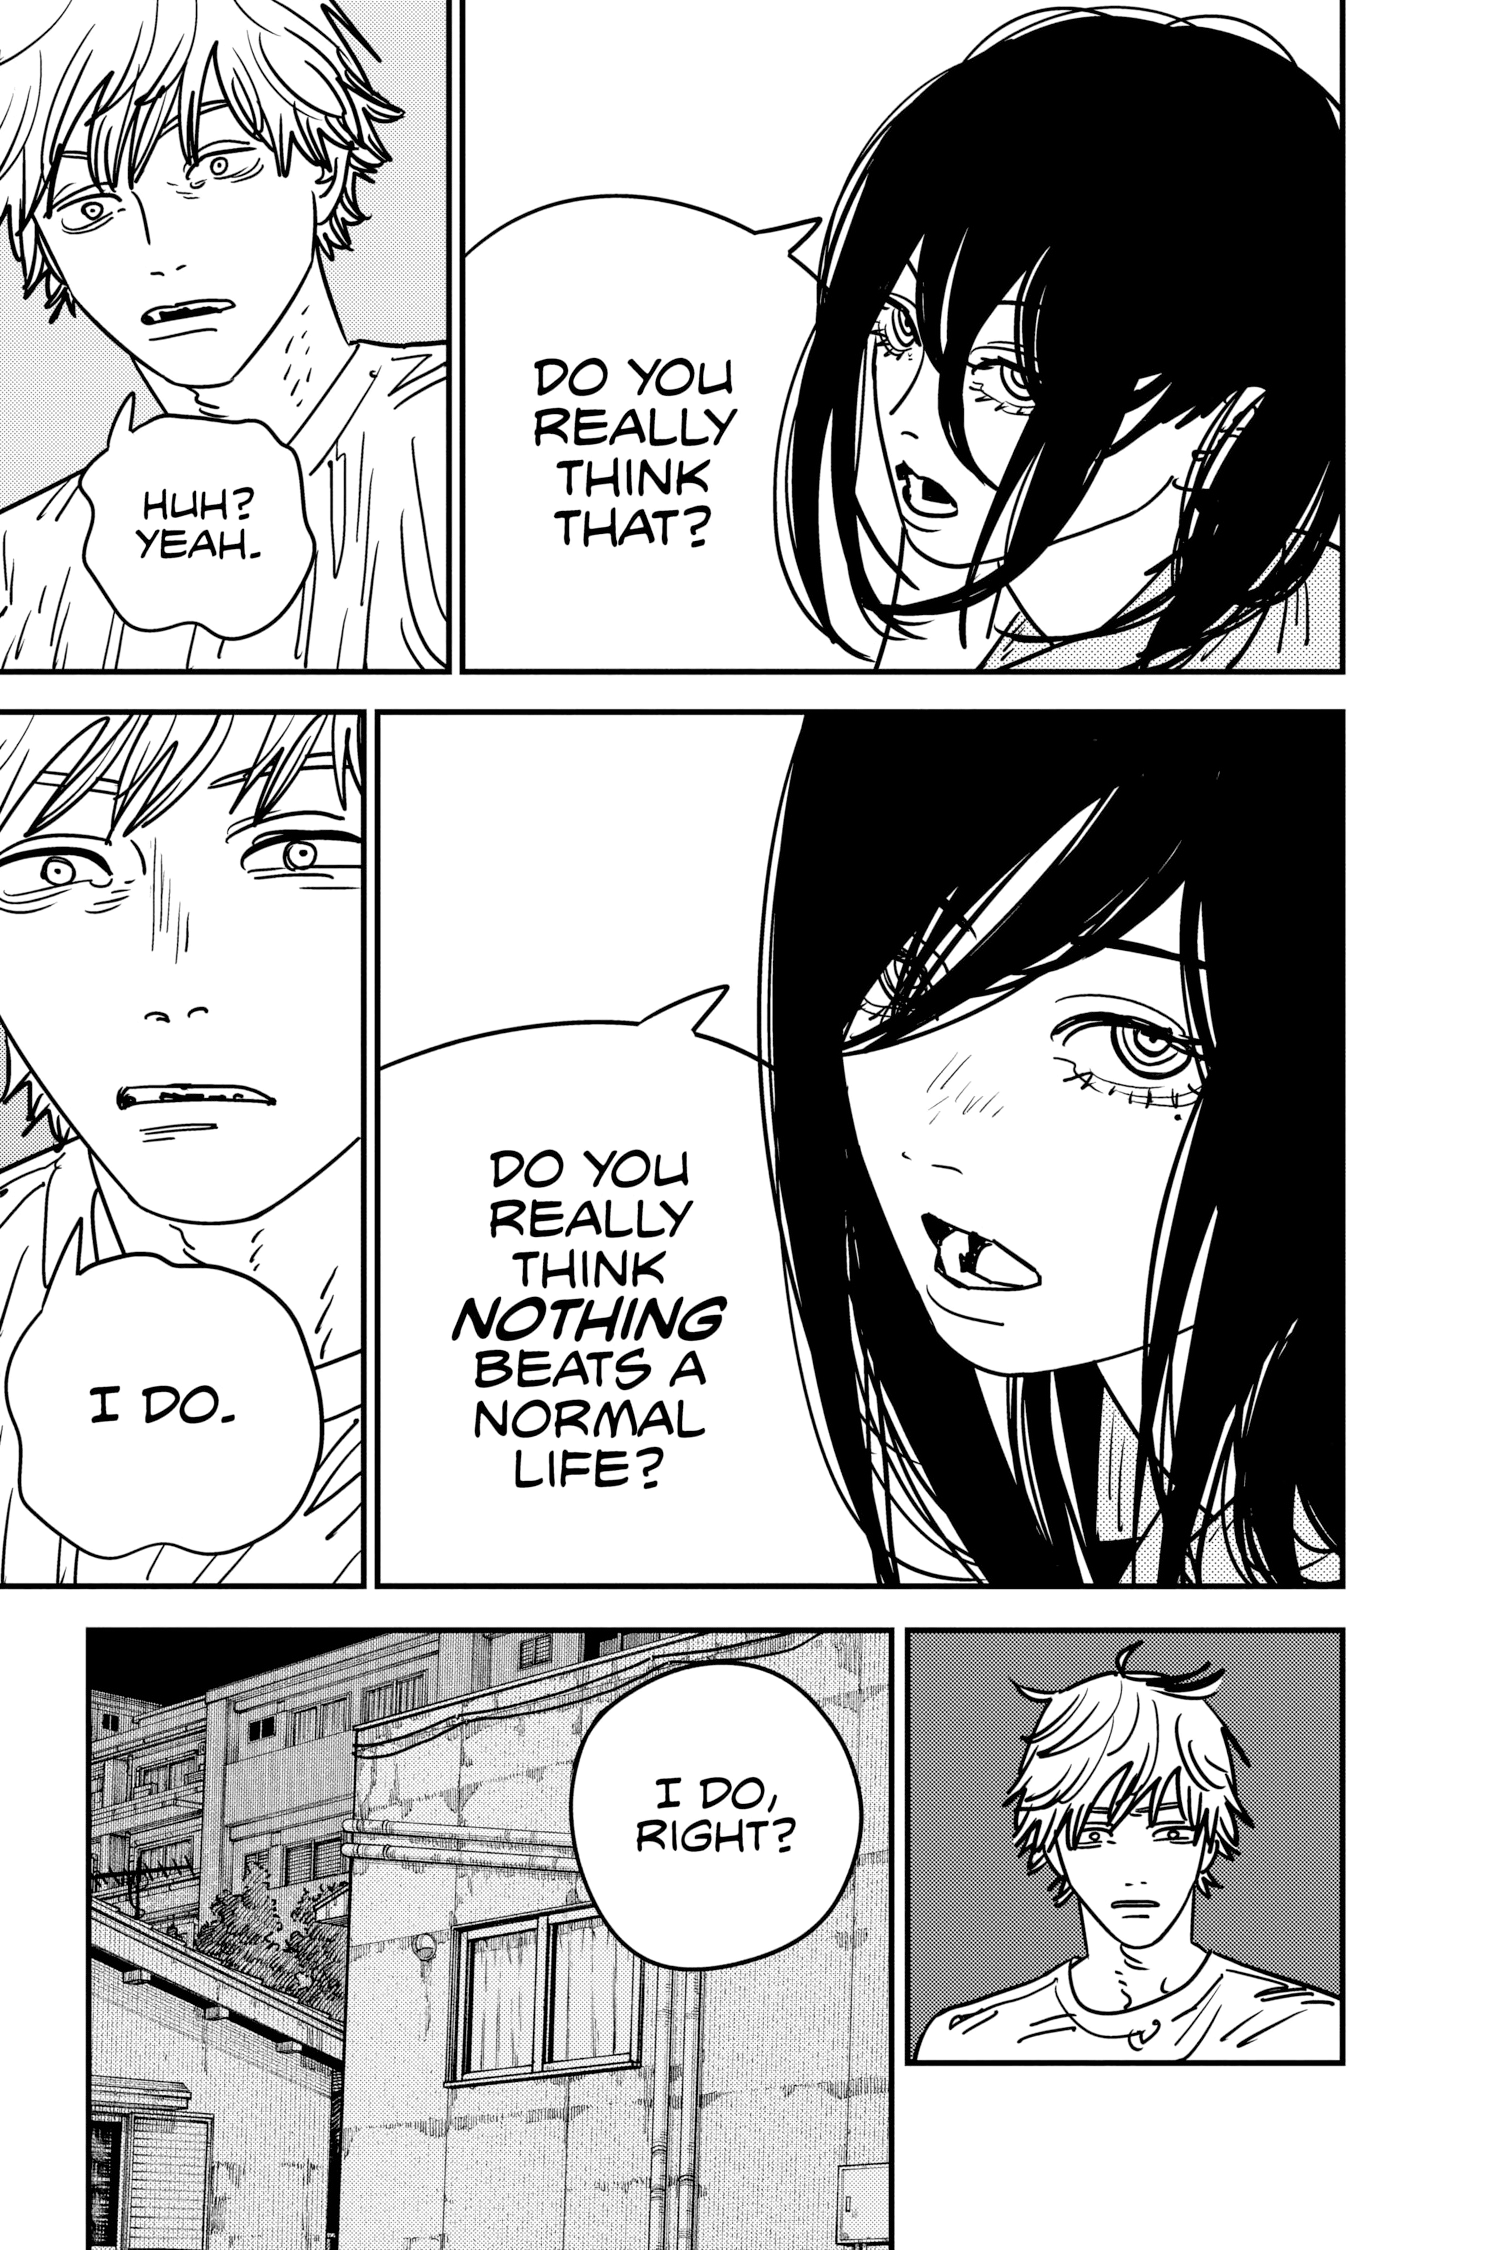 DO YOU
REALLY
THINK
THAT?
HUH?
YEAH.
DO YOU
REALLY
THINK
NOTHING
BEATS A
NORMAL
LIFE?
I DO.
I DO,
RIGHT?